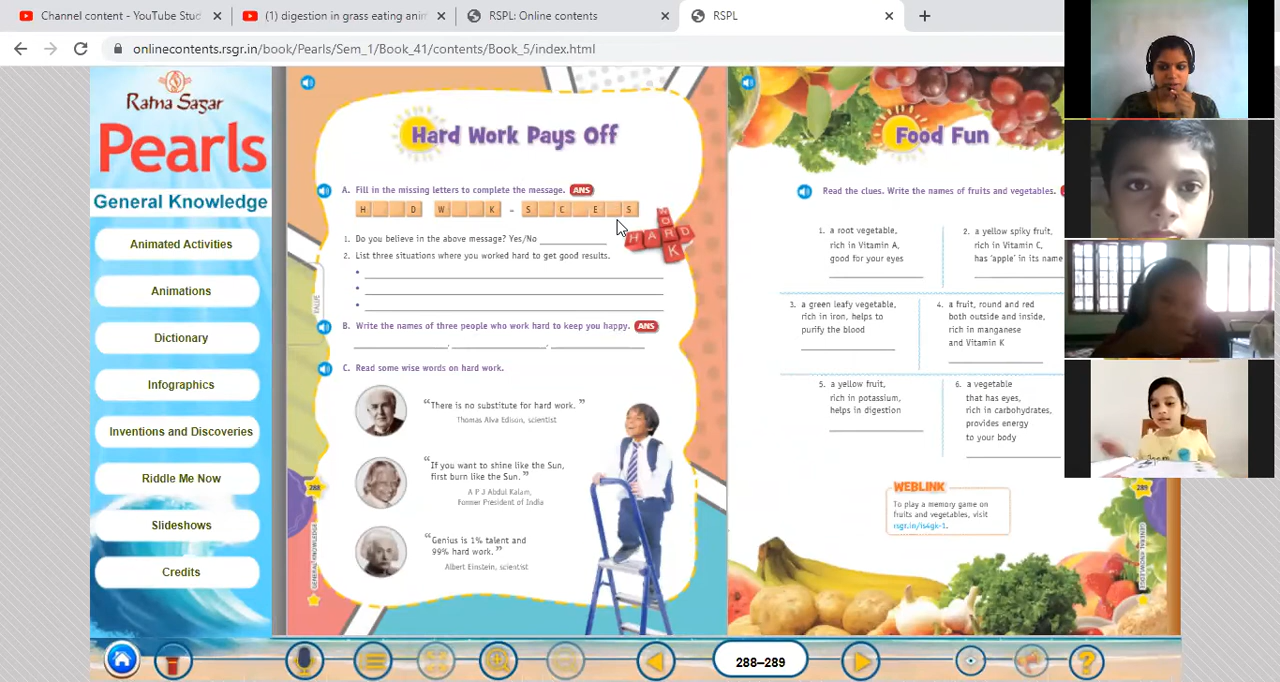 Channel content - YouTube Stud
(1) digestion in grass eating anim
RSPL: Online contents
RSPL
onlinecontents.rsgr.in/book/Pearls/Sem_1/Book_41/contents/Book_5/index.html
Ratna Sagar
Pearls
General Knowledge
Animated Activities
Animations
Dictionary
Infographics
Inventions and Discoveries
Riddle Me Now
Slideshows
Credits
Hard Work Pays Off
A. Fill in the missing letters to complete the message. ANS
H D W K - S C E S
HARD
WORK
1. Do you believe in the above message? Yes/No
2. List three situations where you worked hard to get good results.
B. Write the names of three people who work hard to keep you happy. ANS
C. Read some wise words on hard work.
"There is no substitute for hard work."
Thomas Alva Edison, scientist
"If you want to shine like the Sun,
first burn like the Sun."
A P J Abdul Kalam,
Former President of India
"Genius is 1% talent and
99% hard work."
Albert Einstein, scientist
288
GENERAL KNOWLEDGE
Food Fun
Read the clues. Write the names of fruits and vegetables.
1. a root vegetable,
rich in Vitamin A,
good for your eyes
2. a yellow spiky fruit,
rich in Vitamin C,
has 'apple' in its name
3. a green leafy vegetable,
rich in iron, helps to
purify the blood
4. a fruit, round and red
both outside and inside,
rich in manganese
and Vitamin K
5. a yellow fruit,
rich in potassium,
helps in digestion
6. a vegetable
that has eyes,
rich in carbohydrates,
provides energy
to your body
WEBLINK
To play a memory game on
fruits and vegetables, visit
rsgr.in/is4gk-1.
289
GENERAL KNOWLEDGE
288-289
?